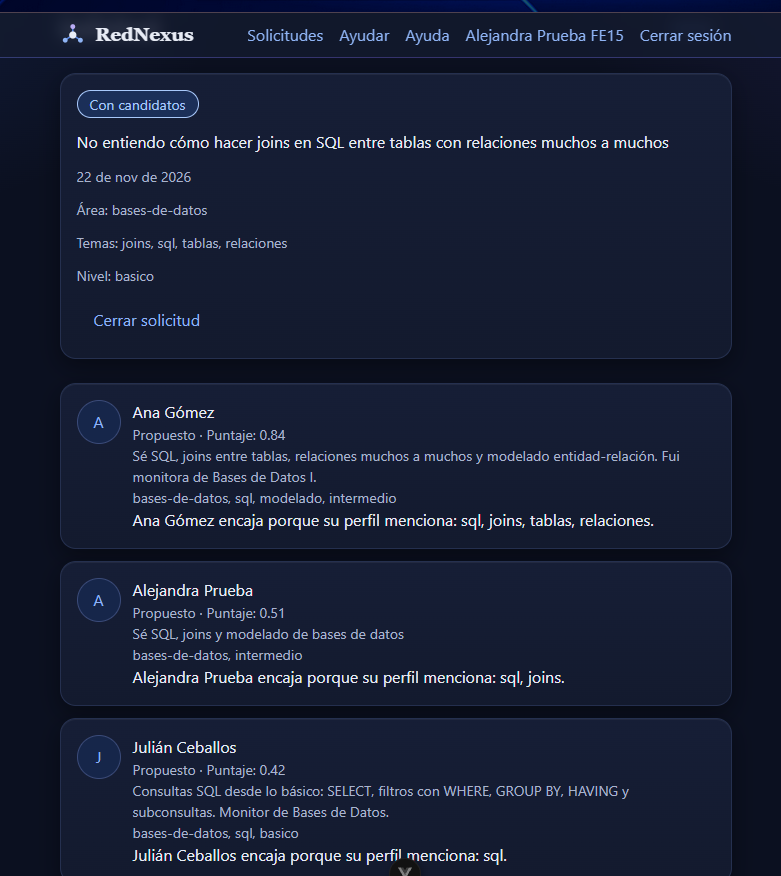 RedNexus
Solicitudes Ayudar Ayuda Alejandra Prueba FE15 Cerrar sesión
Con candidatos
No entiendo cómo hacer joins en SQL entre tablas con relaciones muchos a muchos
22 de nov de 2026
Área: bases-de-datos
Temas: joins, sql, tablas, relaciones
Nivel: basico
Cerrar solicitud
A
Ana Gómez
Propuesto · Puntaje: 0.84
Sé SQL, joins entre tablas, relaciones muchos a muchos y modelado entidad-relación. Fui
monitora de Bases de Datos I.
bases-de-datos, sql, modelado, intermedio
Ana Gómez encaja porque su perfil menciona: sql, joins, tablas, relaciones.
A
Alejandra Prueba
Propuesto · Puntaje: 0.51
Sé SQL, joins y modelado de bases de datos
bases-de-datos, intermedio
Alejandra Prueba encaja porque su perfil menciona: sql, joins.
J
Julián Ceballos
Propuesto · Puntaje: 0.42
Consultas SQL desde lo básico: SELECT, filtros con WHERE, GROUP BY, HAVING y
subconsultas. Monitor de Bases de Datos.
bases-de-datos, sql, basico
Julián Ceballos encaja porque su perfil menciona: sql.